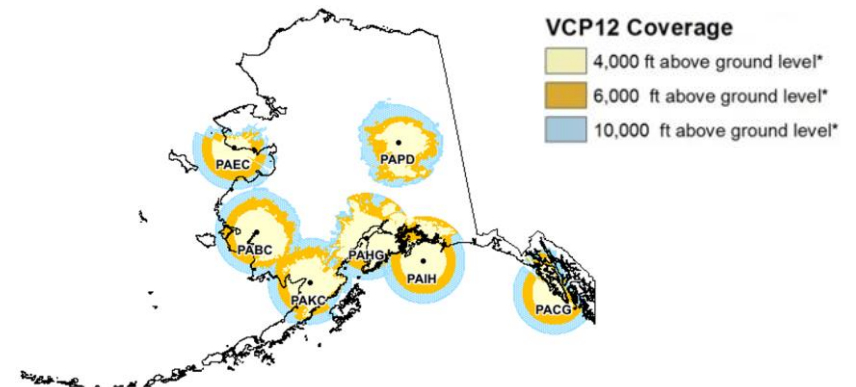 VCP12 Coverage
4,000 ft above ground level*
6,000 ft above ground level*
10,000 ft above ground level*
PAEC
PAPD
PABC
PAHG
PAIH
PAKC
PACG